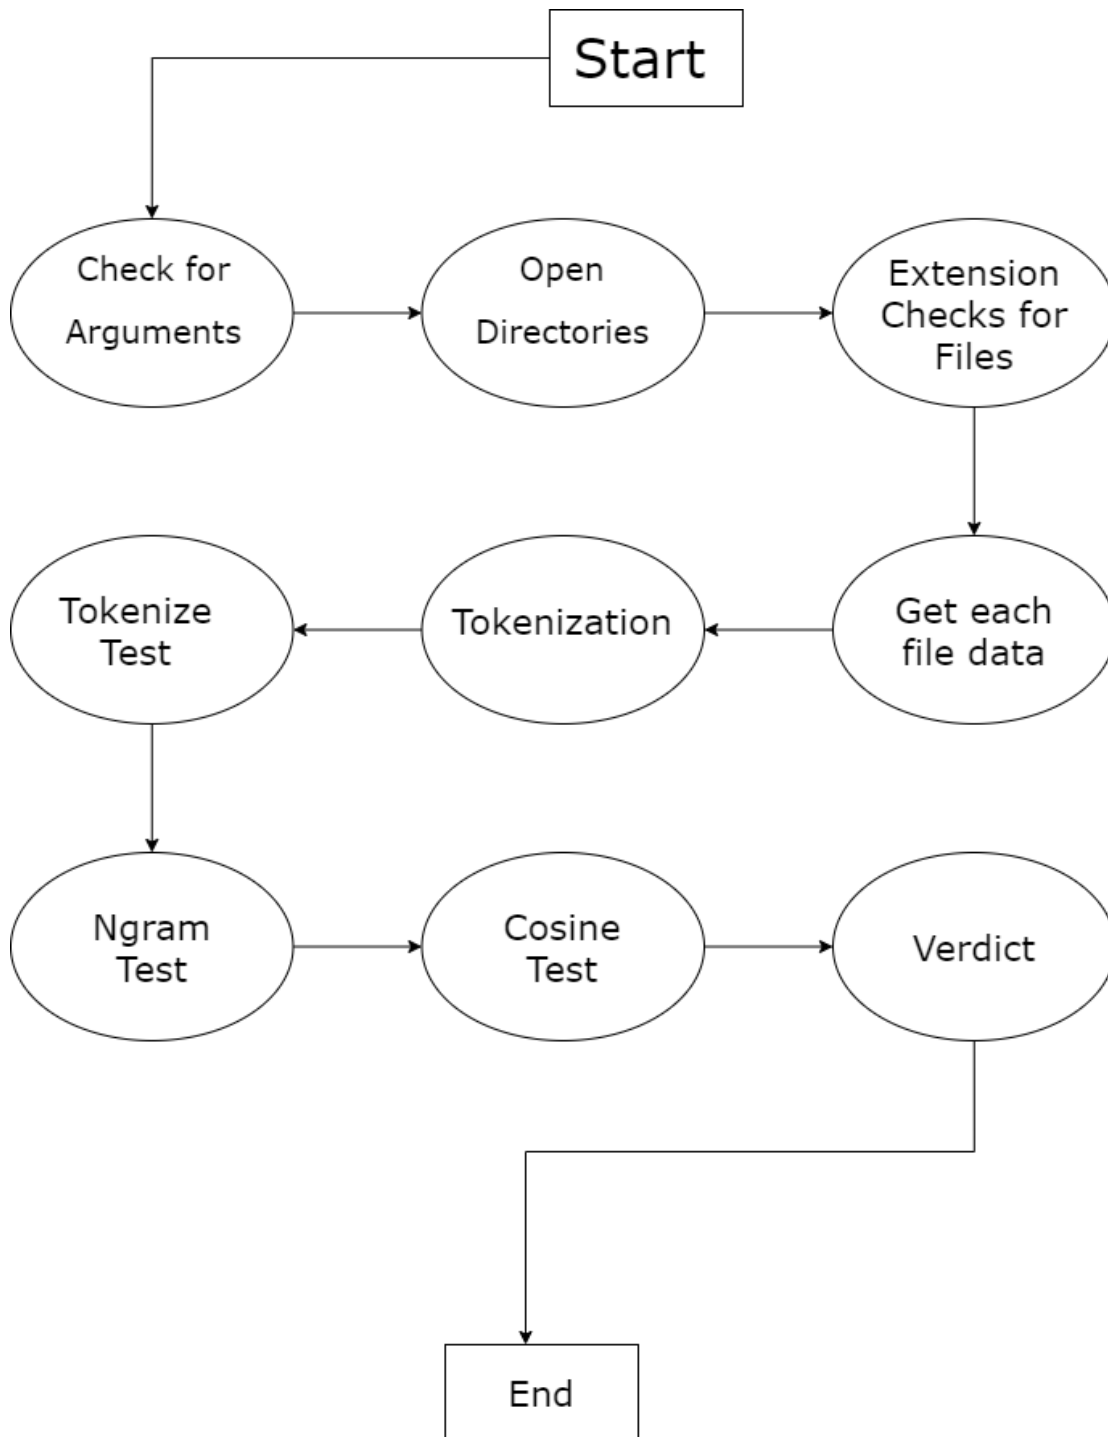 Start
Check for
Arguments
Open
Directories
Extension
Checks for
Files
Get each
file data
Tokenization
Tokenize
Test
Ngram
Test
Cosine
Test
Verdict
End